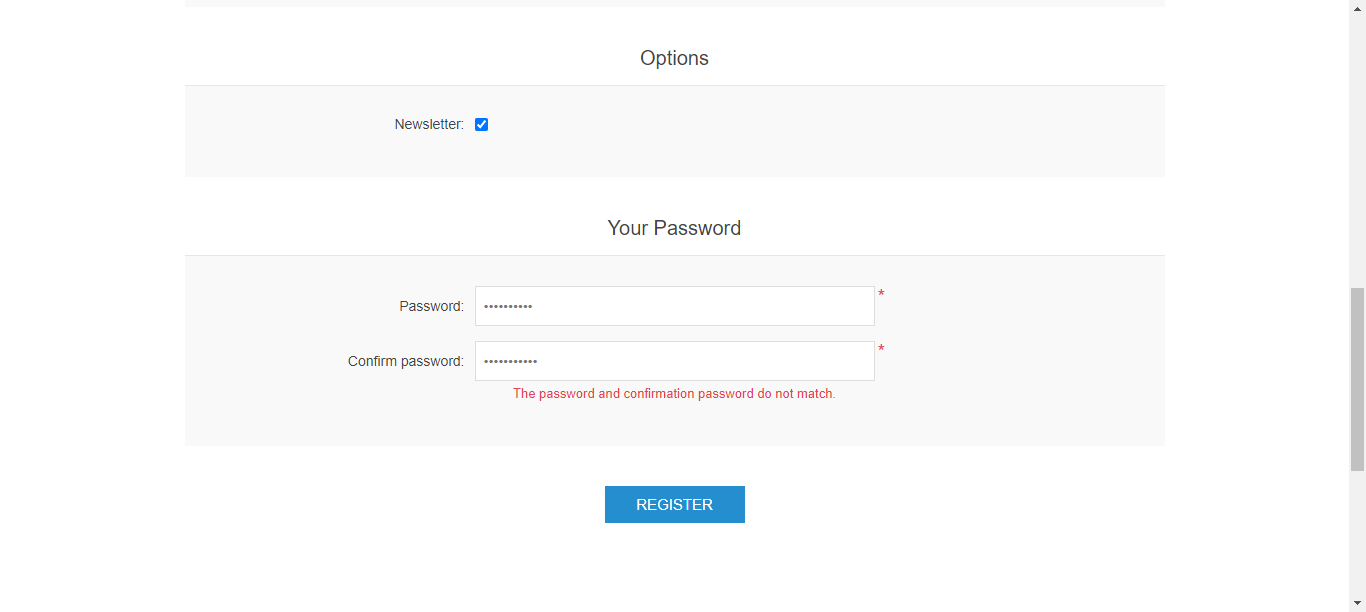 Options
Newsletter:
Your Password
Password: •••••••••• *
Confirm password: ••••••••••• *
The password and confirmation password do not match.
REGISTER